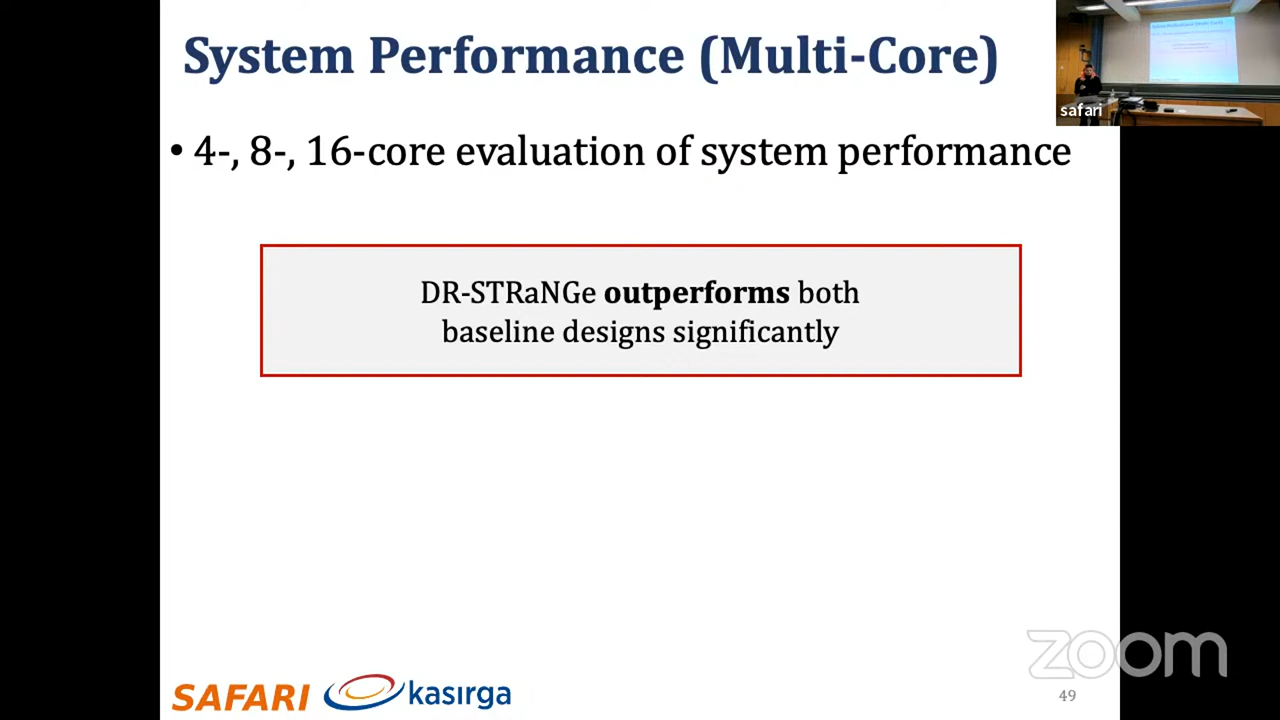 System Performance (Multi-Core)
• 4-, 8-, 16-core evaluation of system performance
DR-STRaNGe outperforms both
baseline designs significantly
SAFARI
kasırga
49
zoom
safari